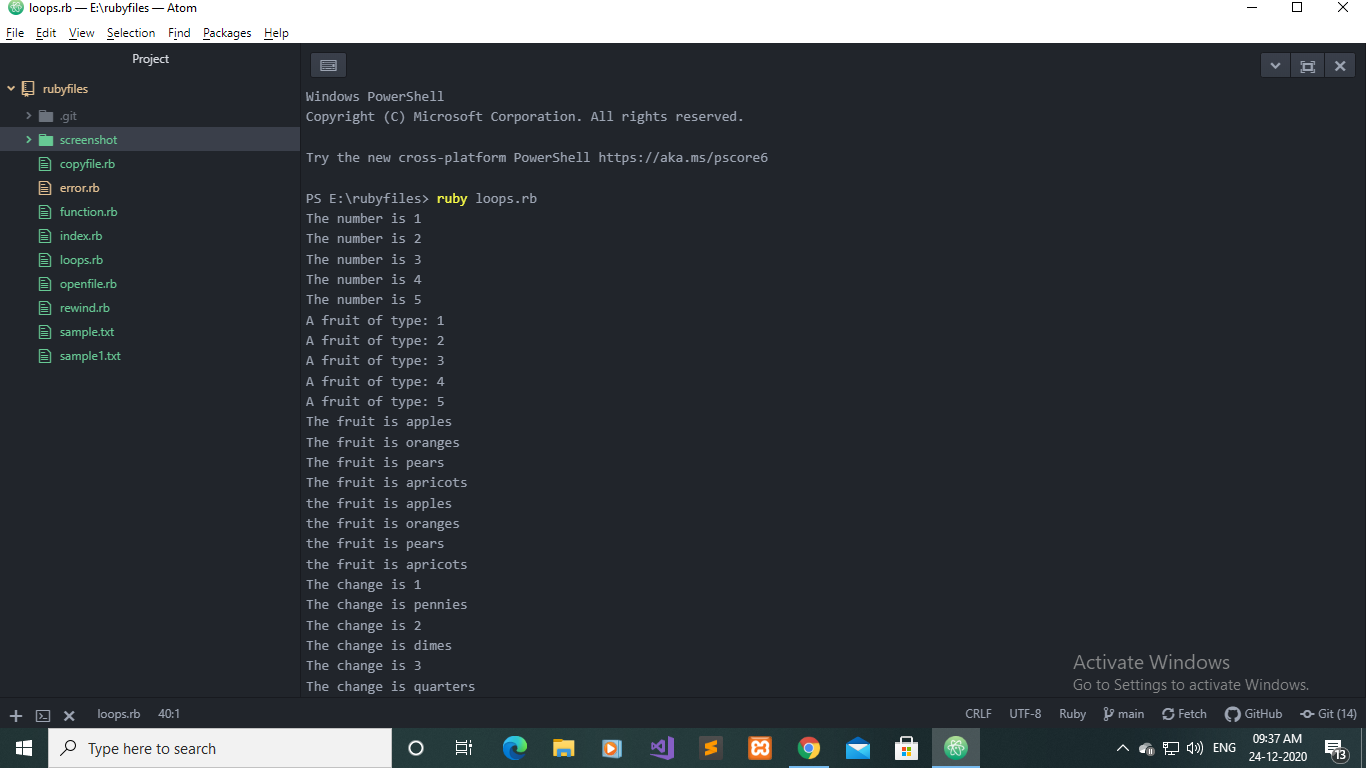 loops.rb — E:\rubyfiles — Atom
File Edit View Selection Find Packages Help
Project
rubyfiles
.git
screenshot
copyfile.rb
error.rb
function.rb
index.rb
loops.rb
openfile.rb
rewind.rb
sample.txt
sample1.txt
Windows PowerShell
Copyright (C) Microsoft Corporation. All rights reserved.
Try the new cross-platform PowerShell https://aka.ms/pscore6
PS E:\rubyfiles> ruby loops.rb
The number is 1
The number is 2
The number is 3
The number is 4
The number is 5
A fruit of type: 1
A fruit of type: 2
A fruit of type: 3
A fruit of type: 4
A fruit of type: 5
The fruit is apples
The fruit is oranges
The fruit is pears
The fruit is apricots
the fruit is apples
the fruit is oranges
the fruit is pears
the fruit is apricots
The change is 1
The change is pennies
The change is 2
The change is dimes
The change is 3
The change is quarters
Activate Windows
Go to Settings to activate Windows.
loops.rb 40:1 CRLF UTF-8 Ruby main Fetch GitHub Git (14)
Type here to search
ENG
09:37 AM
24-12-2020
13